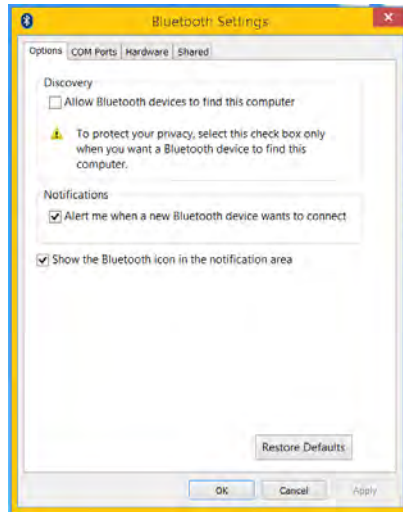 Bluetooth Settings
Options COM Ports Hardware Shared
Discovery
Allow Bluetooth devices to find this computer
To protect your privacy, select this check box only
when you want a Bluetooth device to find this
computer.
Notifications
Alert me when a new Bluetooth device wants to connect
Show the Bluetooth icon in the notification area
Restore Defaults
OK Cancel Apply